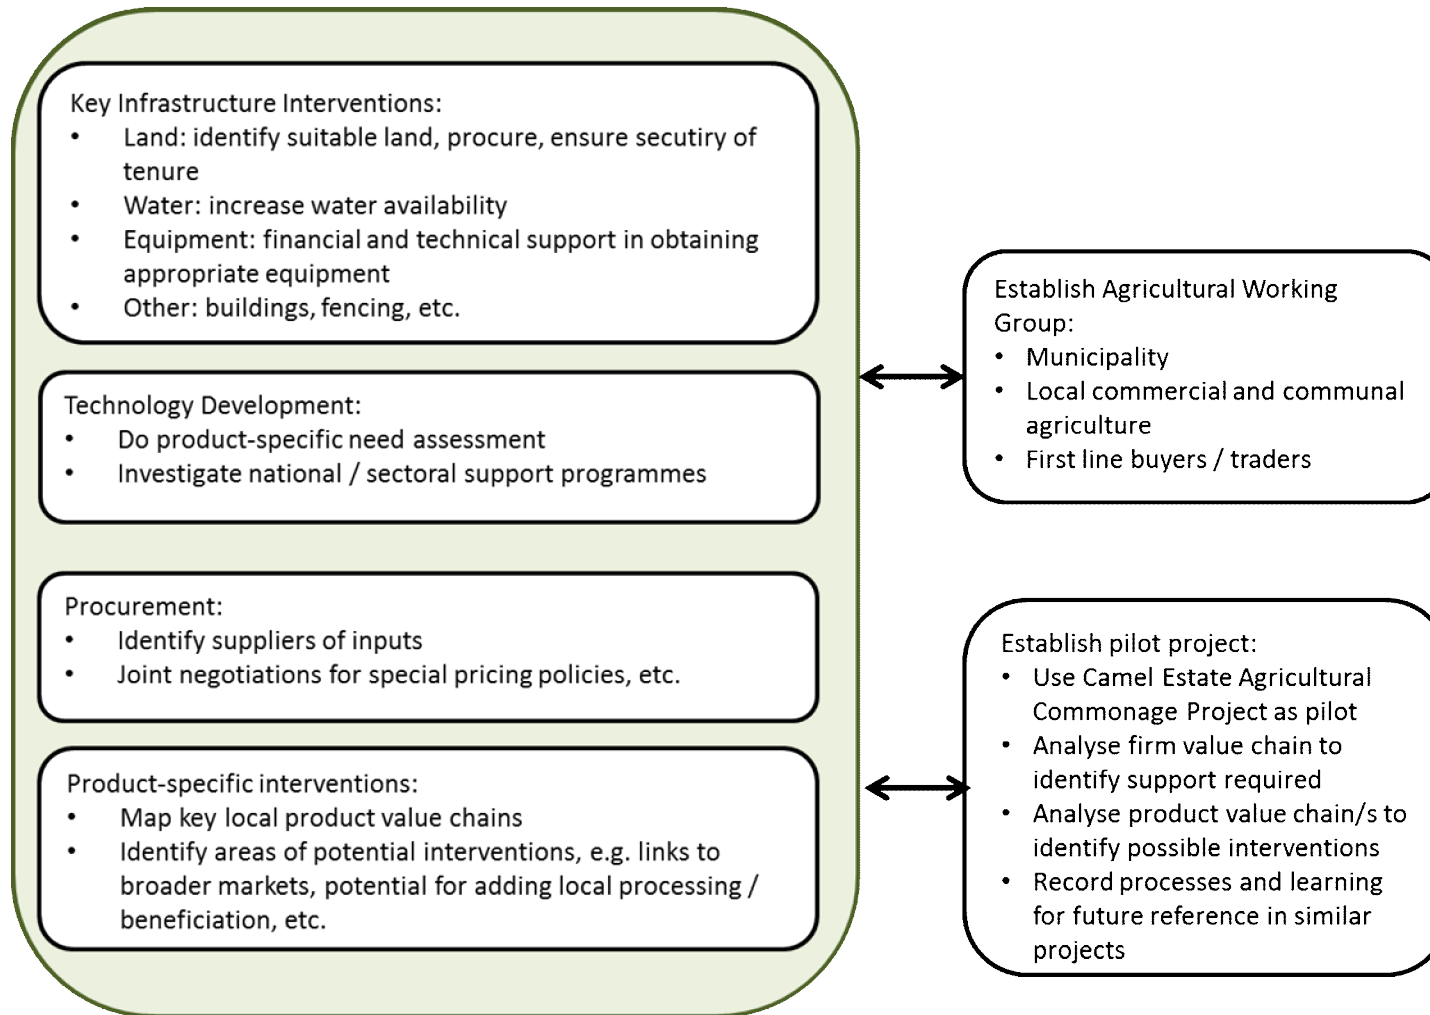 Key Infrastructure Interventions:
• Land: identify suitable land, procure, ensure secutiry of
tenure
• Water: increase water availability
• Equipment: financial and technical support in obtaining
appropriate equipment
• Other: buildings, fencing, etc.
Technology Development:
• Do product-specific need assessment
• Investigate national / sectoral support programmes
Procurement:
• Identify suppliers of inputs
• Joint negotiations for special pricing policies, etc.
Product-specific interventions:
• Map key local product value chains
• Identify areas of potential interventions, e.g. links to
broader markets, potential for adding local processing /
beneficiation, etc.
Establish Agricultural Working
Group:
• Municipality
• Local commercial and communal
agriculture
• First line buyers / traders
Establish pilot project:
• Use Camel Estate Agricultural
Commonage Project as pilot
• Analyse firm value chain to
identify support required
• Analyse product value chain/s to
identify possible interventions
• Record processes and learning
for future reference in similar
projects